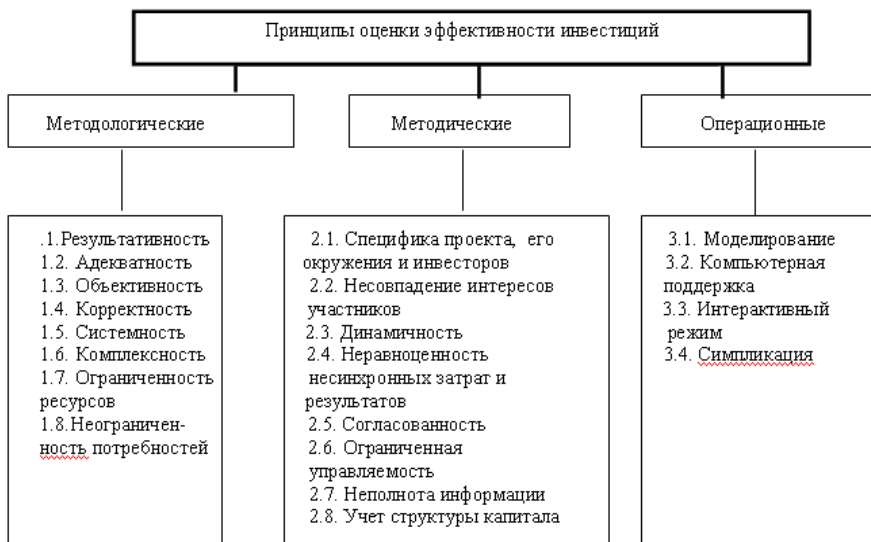 Принципы оценки эффективности инвестиций
Методологические
Методические
Операционные
.1.Результативность
1.2. Адекватность
1.3. Объективность
1.4. Корректность
1.5. Системность
1.6. Комплексность
1.7. Ограниченность
ресурсов
1.8.Неограничен-
ность потребностей
2.1. Специфика проекта, его
окружения и инвесторов
2.2. Несовпадение интересов
участников
2.3. Динамичность
2.4. Неравноценность
несинхронных затрат и
результатов
2.5. Согласованность
2.6. Ограниченная
управляемость
2.7. Неполнота информации
2.8. Учет структуры капитала
3.1. Моделирование
3.2. Компьютерная
поддержка
3.3. Интерактивный
режим
3.4. Симпликация